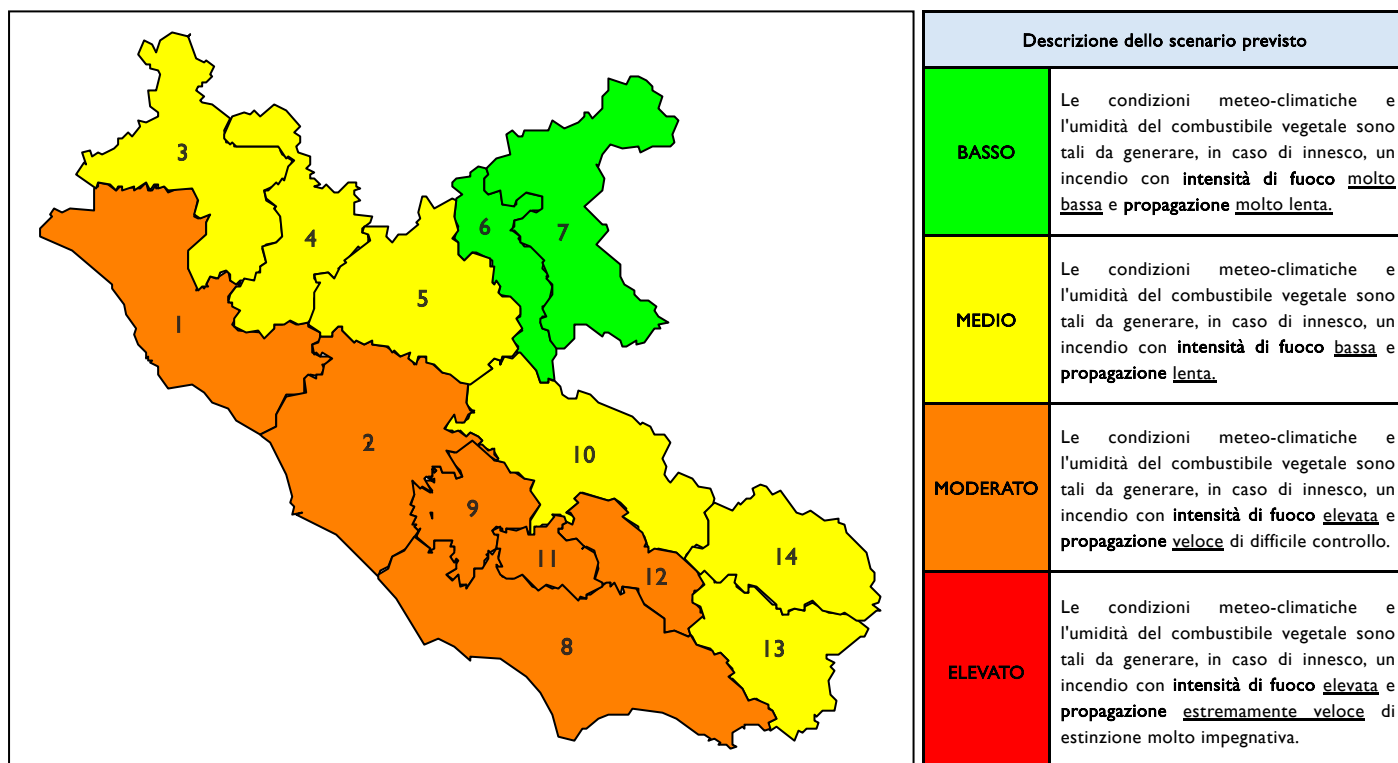 3
4
6
7
5
1
2
10
9
14
11
12
8
13
Descrizione dello scenario previsto
BASSO
Le condizioni meteo-climatiche e
l'umidità del combustibile vegetale sono
tali da generare, in caso di innesco, un
incendio con intensità di fuoco molto
bassa e propagazione molto lenta.
MEDIO
Le condizioni meteo-climatiche e
l'umidità del combustibile vegetale sono
tali da generare, in caso di innesco, un
incendio con intensità di fuoco bassa e
propagazione lenta.
MODERATO
Le condizioni meteo-climatiche e
l'umidità del combustibile vegetale sono
tali da generare, in caso di innesco, un
incendio con intensità di fuoco elevata e
propagazione veloce di difficile controllo.
ELEVATO
Le condizioni meteo-climatiche e
l'umidità del combustibile vegetale sono
tali da generare, in caso di innesco, un
incendio con intensità di fuoco elevata e
propagazione estremamente veloce di
estinzione molto impegnativa.